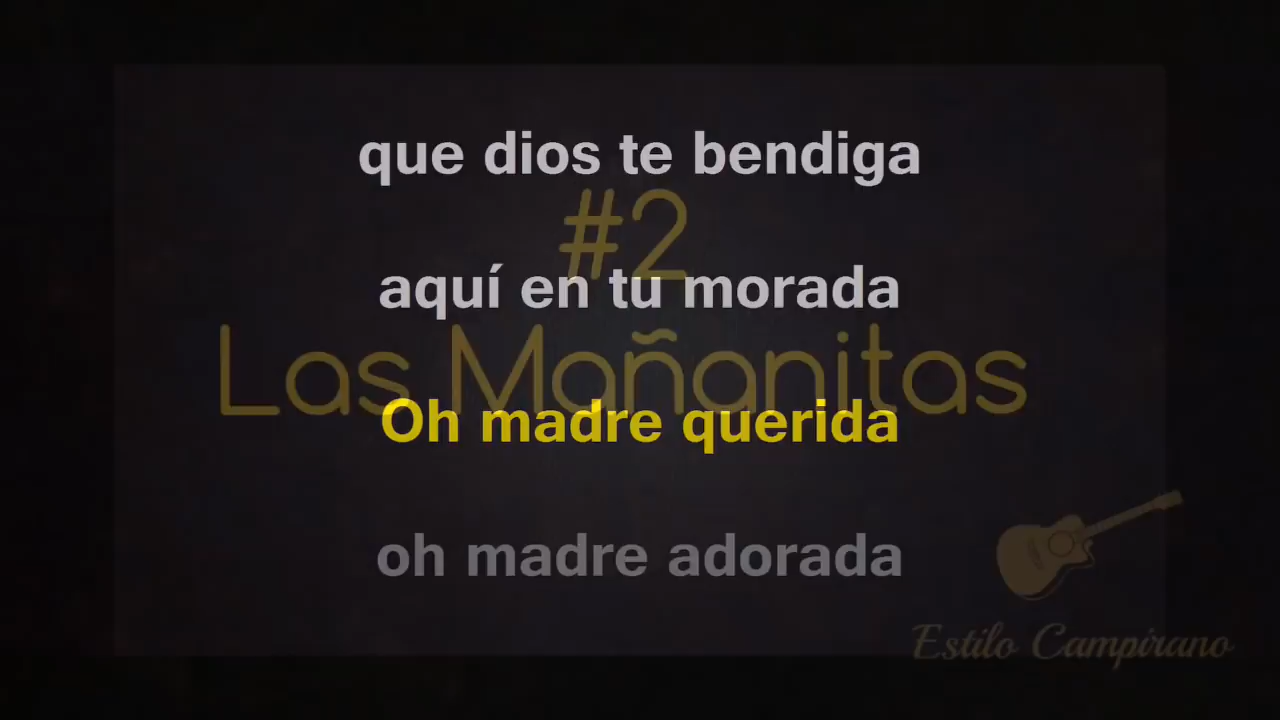 que dios te bendiga
#2
aquí en tu morada
Las Mañanitas
Oh madre querida
oh madre adorada
Estilo Campirano